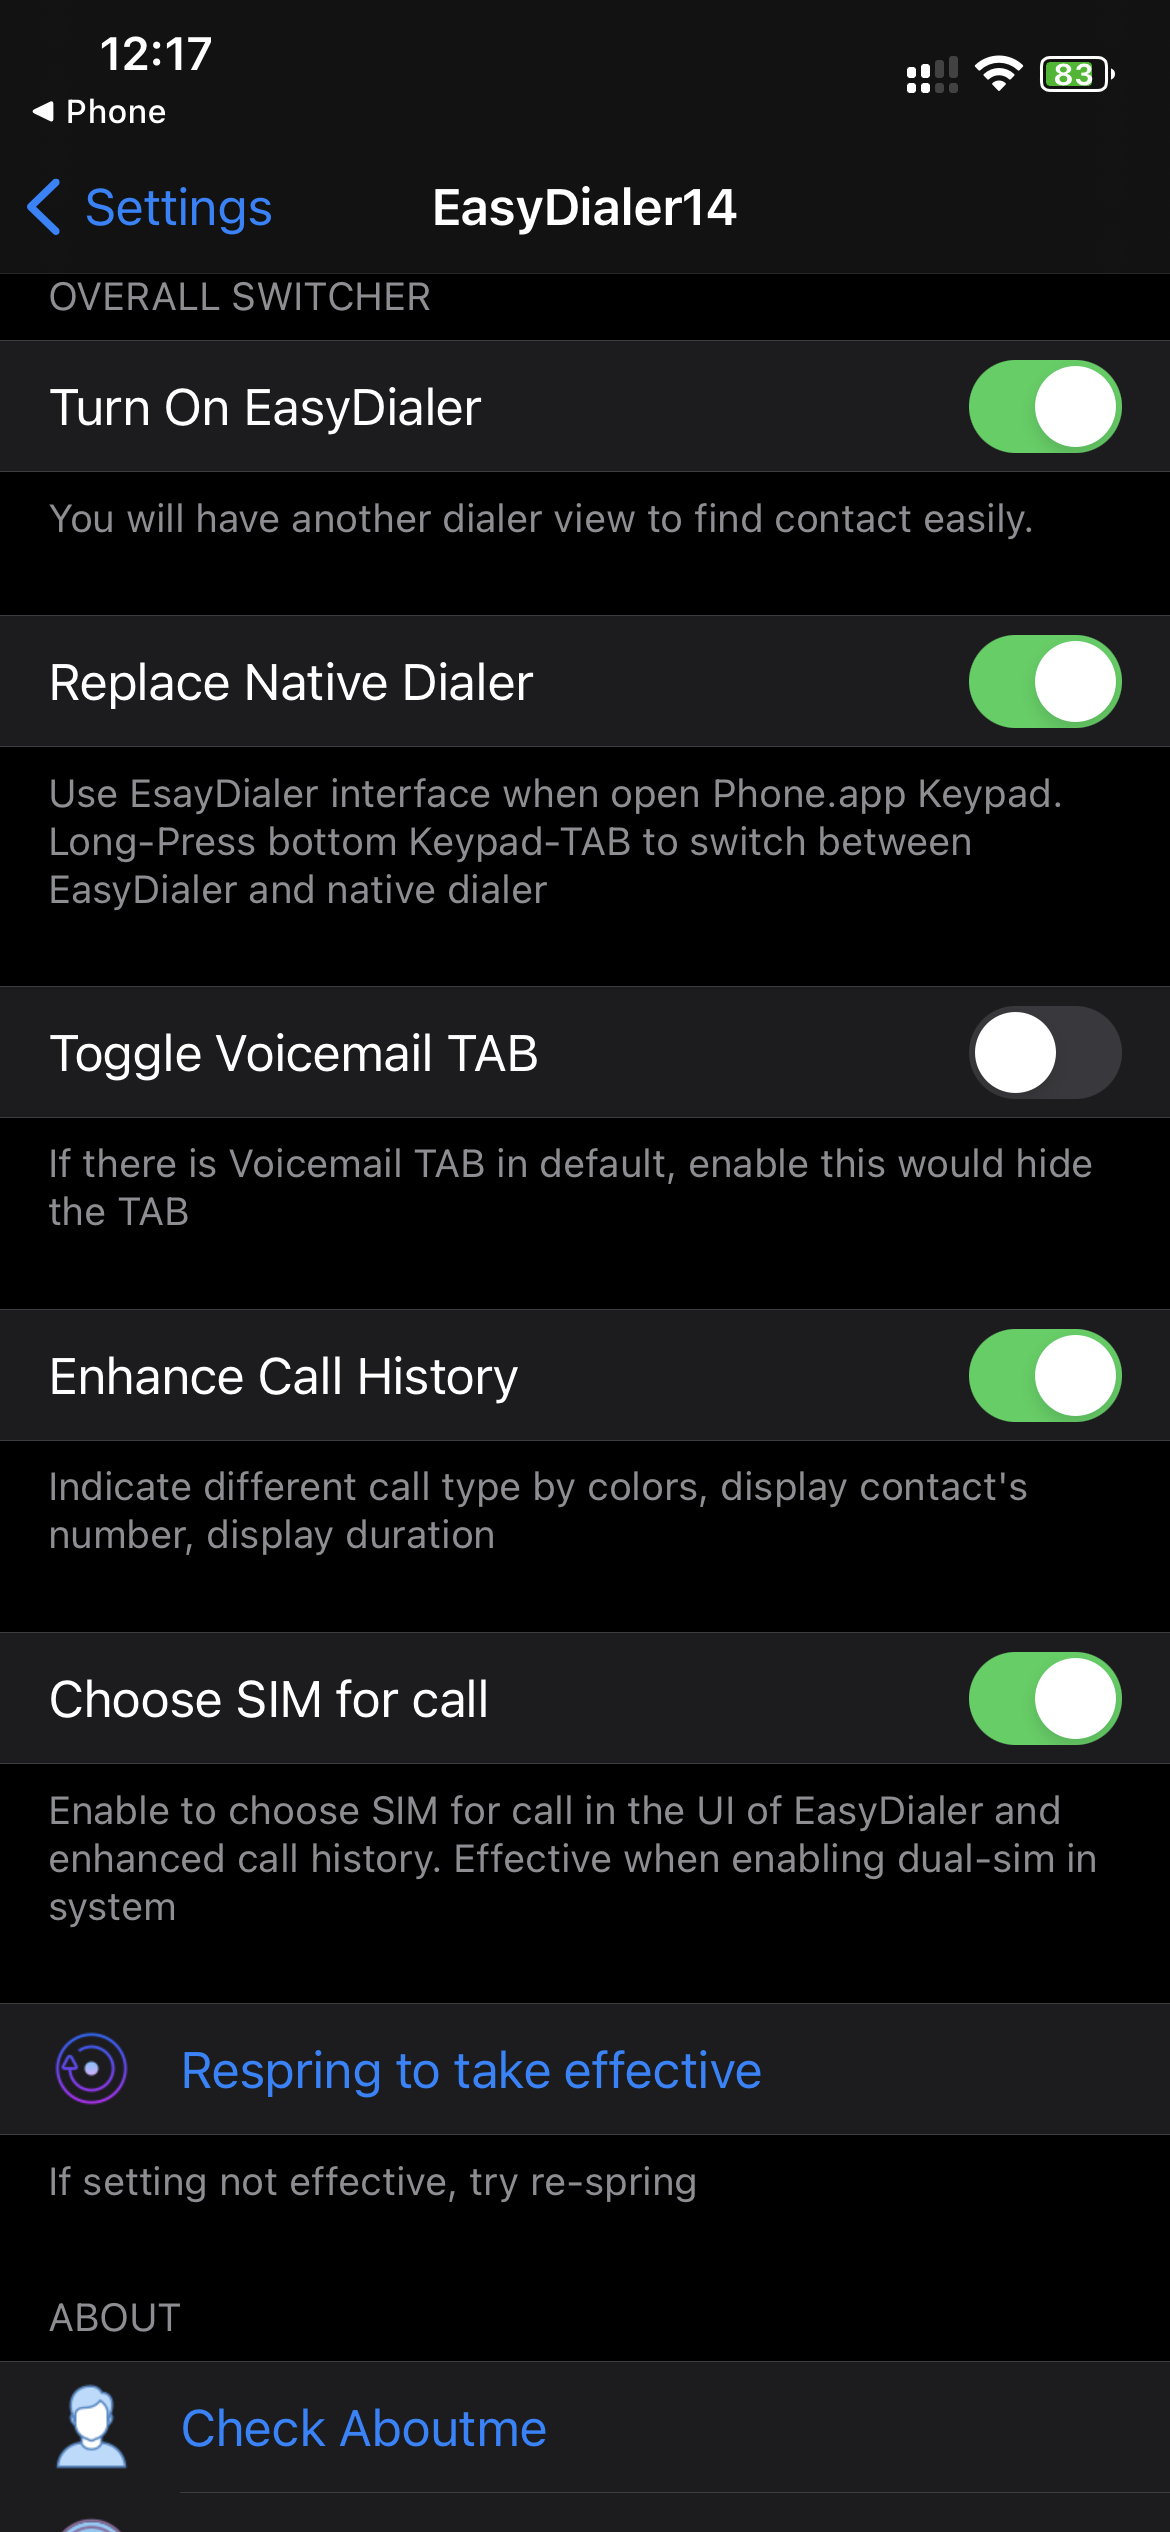 12:17
83
◀ Phone
Settings
EasyDialer14
OVERALL SWITCHER
Turn On EasyDialer
You will have another dialer view to find contact easily.
Replace Native Dialer
Use EsayDialer interface when open Phone.app Keypad.
Long-Press bottom Keypad-TAB to switch between
EasyDialer and native dialer
Toggle Voicemail TAB
If there is Voicemail TAB in default, enable this would hide
the TAB
Enhance Call History
Indicate different call type by colors, display contact's
number, display duration
Choose SIM for call
Enable to choose SIM for call in the UI of EasyDialer and
enhanced call history. Effective when enabling dual-sim in
system
Respring to take effective
If setting not effective, try re-spring
ABOUT
Check Aboutme